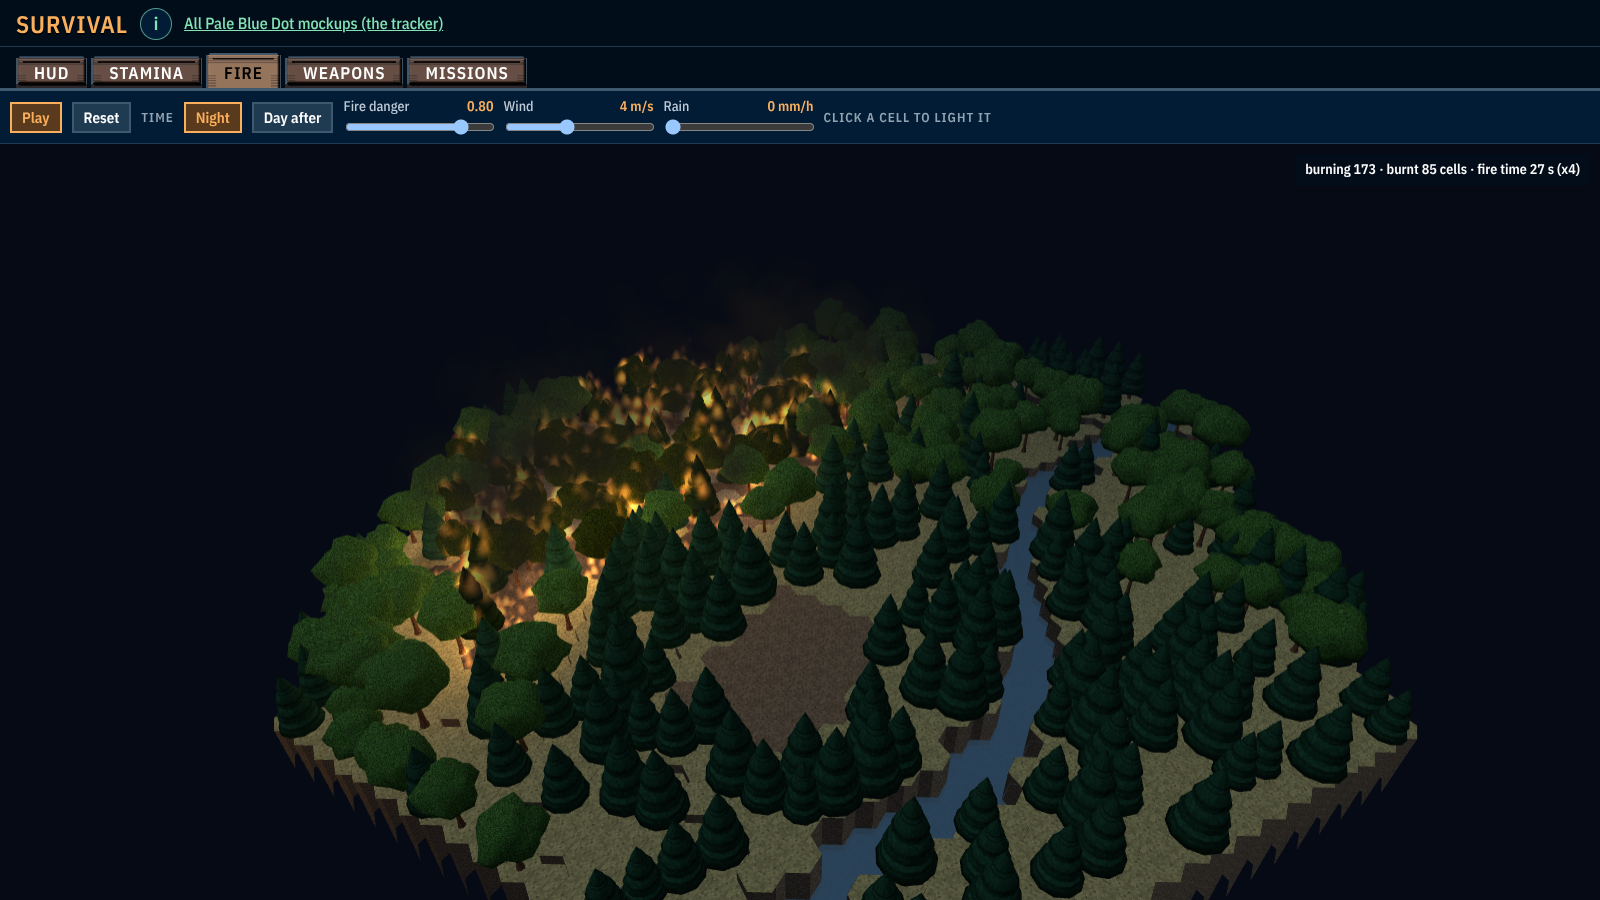 SURVIVAL i All Pale Blue Dot mockups (the tracker)
HUD STAMINA FIRE WEAPONS MISSIONS
Play Reset TIME Night Day after Fire danger 0.80 Wind 4 m/s Rain 0 mm/h CLICK A CELL TO LIGHT IT
burning 173 · burnt 85 cells · fire time 27 s (x4)